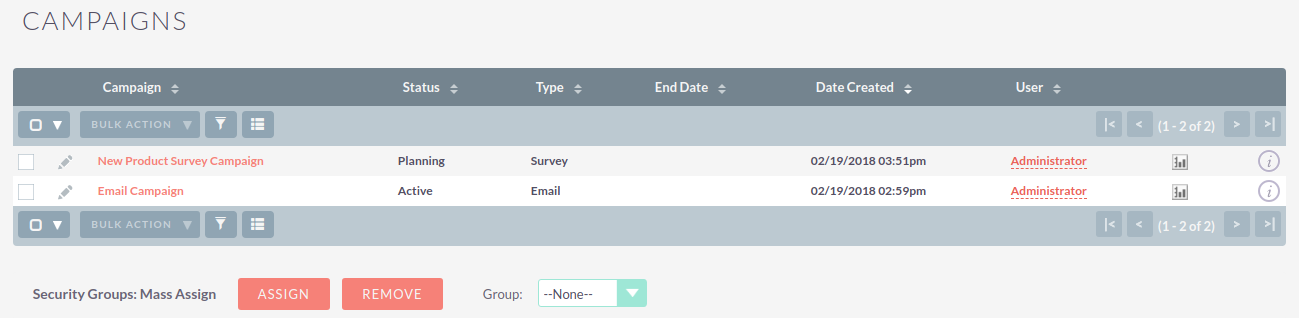 CAMPAIGNS
Campaign Status Type End Date Date Created User
BULK ACTION (1 - 2 of 2)
New Product Survey Campaign Planning Survey 02/19/2018 03:51pm Administrator
Email Campaign Active Email 02/19/2018 02:59pm Administrator
BULK ACTION (1 - 2 of 2)
Security Groups: Mass Assign ASSIGN REMOVE Group: --None--